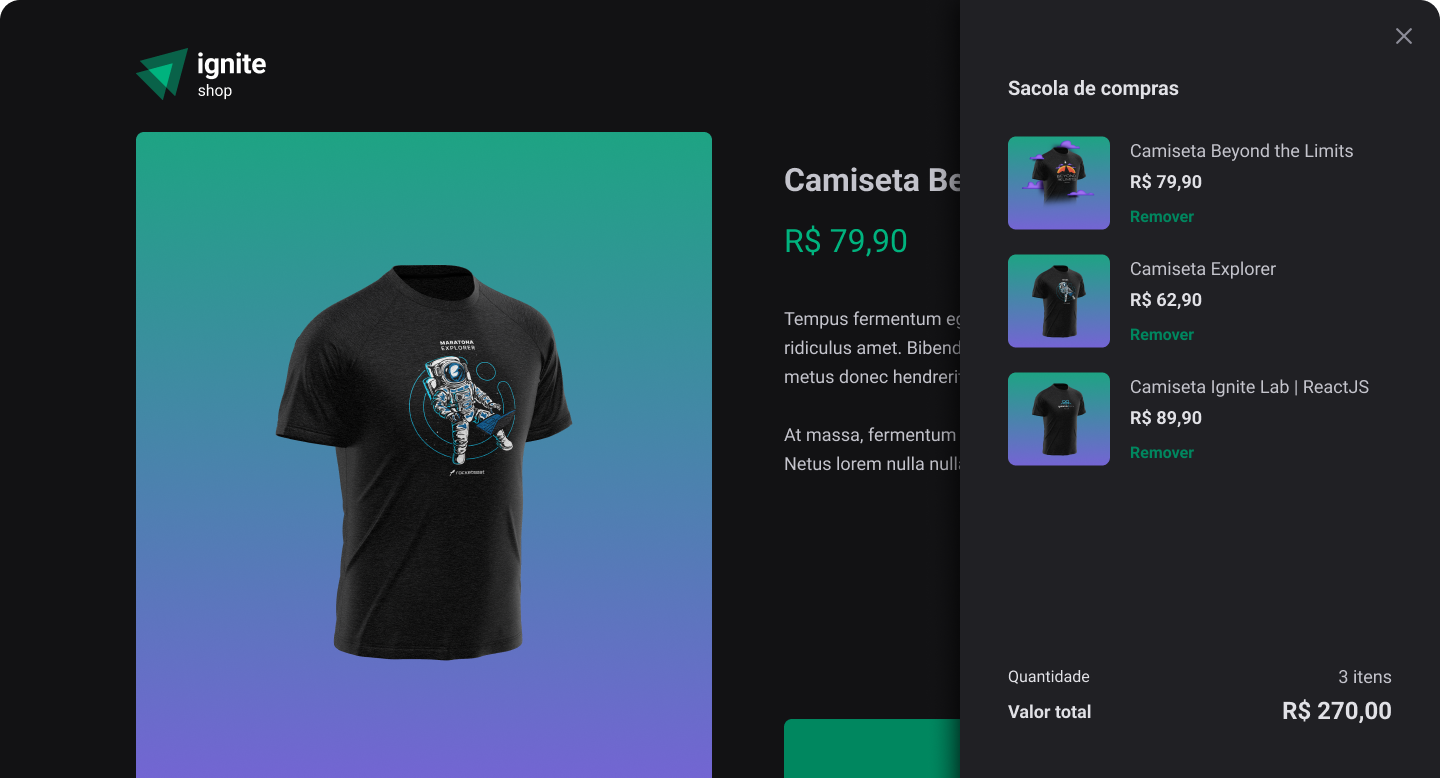 ignite
shop
Camiseta Be
R$ 79,90
Tempus fermentum eg
ridiculus amet. Bibend
metus donec hendrerit
At massa, fermentum
Netus lorem nulla nulla
MARATONA
EXPLORER
rocketseat
Sacola de compras
Camiseta Beyond the Limits
R$ 79,90
Remover
Camiseta Explorer
R$ 62,90
Remover
Camiseta Ignite Lab | ReactJS
R$ 89,90
Remover
Quantidade 3 itens
Valor total R$ 270,00